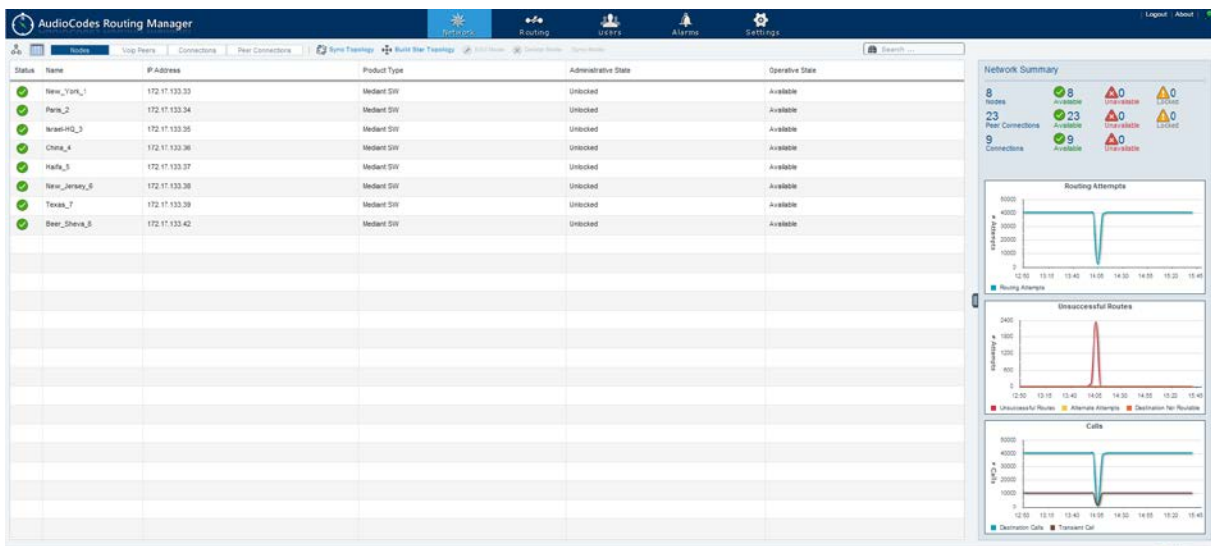 AudioCodes Routing Manager
Network Routing Users Alarms Settings
Logout About
Nodes Voip Peers Connections Peer Connections Sync Topology Build Star Topology Edit Node Delete Node Sync Node Search ...
Status Name IP Address Product Type Administrative State Operative State
New_York_1 172.17.133.33 Mediant SW Unlocked Available
Paris_2 172.17.133.34 Mediant SW Unlocked Available
Israel-HQ_3 172.17.133.35 Mediant SW Unlocked Available
China_4 172.17.133.36 Mediant SW Unlocked Available
Haifa_5 172.17.133.37 Mediant SW Unlocked Available
New_Jersey_6 172.17.133.38 Mediant SW Unlocked Available
Texas_7 172.17.133.39 Mediant SW Unlocked Available
Beer_Sheva_8 172.17.133.42 Mediant SW Unlocked Available
Network Summary
8 8 0 0
Nodes Available Unavailable Locked
23 23 0 0
Peer Connections Available Unavailable Locked
9 9 0
Connections Available Unavailable
Routing Attempts
# Attempts
50000
40000
30000
20000
10000
0
12:50 13:15 13:40 14:05 14:30 14:55 15:20 15:45
Routing Attempts
Unsuccessful Routes
# Attempts
2400
1800
1200
600
0
12:50 13:15 13:40 14:05 14:30 14:55 15:20 15:45
Unsuccessful Routes Alternate Attempts Destination Not Routable
Calls
# Calls
50000
40000
30000
20000
10000
0
12:50 13:15 13:40 14:05 14:30 14:55 15:20 15:45
Destination Calls Transient Call